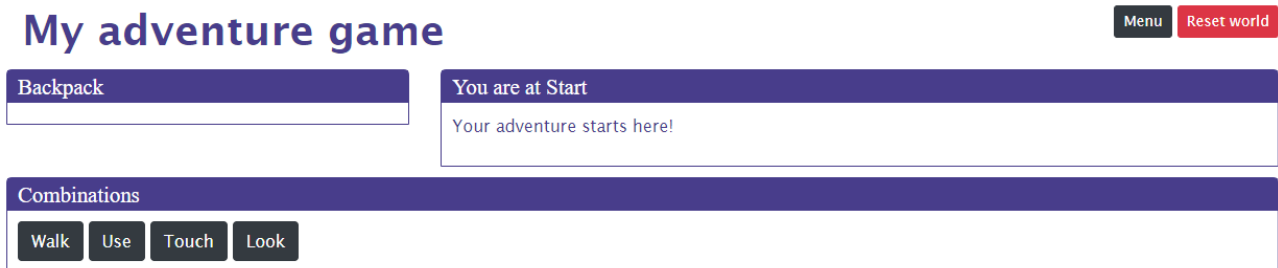 My adventure game
Menu
Reset world
Backpack
You are at Start
Your adventure starts here!
Combinations
Walk
Use
Touch
Look